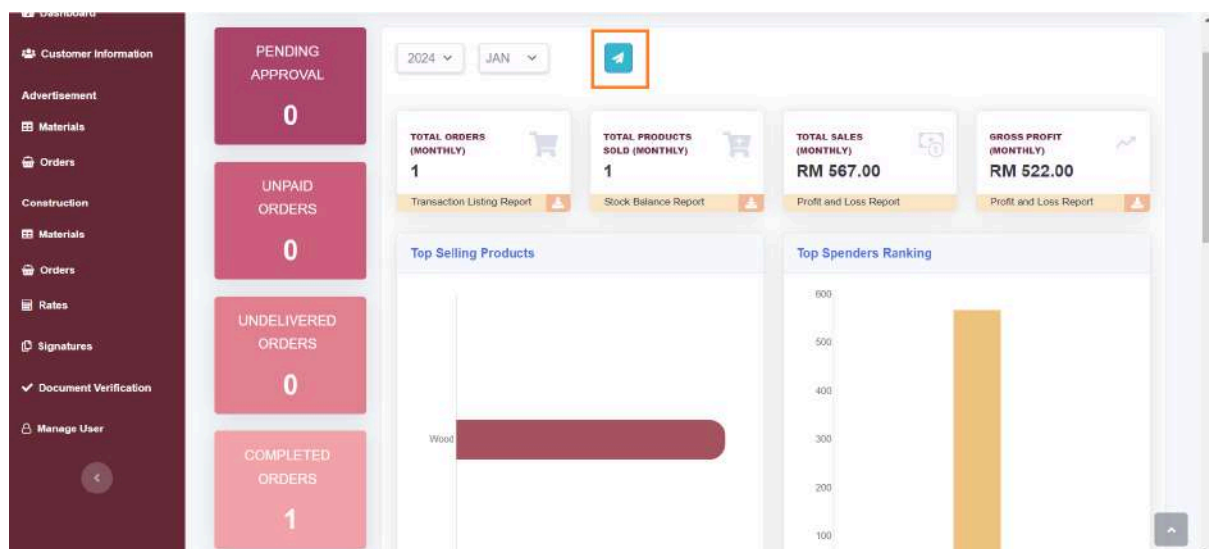 Dashboard
Customer Information
Advertisement
Materials
Orders
Construction
Materials
Orders
Rates
Signatures
Document Verification
Manage User
PENDING
APPROVAL
0
UNPAID
ORDERS
0
UNDELIVERED
ORDERS
0
COMPLETED
ORDERS
1
2024
JAN
TOTAL ORDERS
(MONTHLY)
1
Transaction Listing Report
TOTAL PRODUCTS
SOLD (MONTHLY)
1
Stock Balance Report
TOTAL SALES
(MONTHLY)
RM 567.00
Profit and Loss Report
GROSS PROFIT
(MONTHLY)
RM 522.00
Profit and Loss Report
Top Selling Products
Wood
Top Spenders Ranking
600
500
400
300
200
100